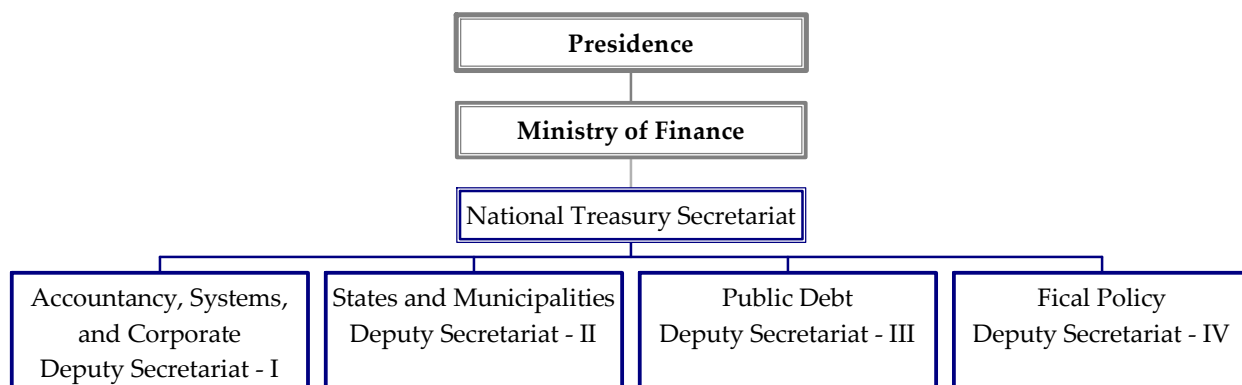 Presidence
Ministry of Finance
National Treasury Secretariat
Accountancy, Systems,
and Corporate
Deputy Secretariat - I
States and Municipalities
Deputy Secretariat - II
Public Debt
Deputy Secretariat - III
Fical Policy
Deputy Secretariat - IV